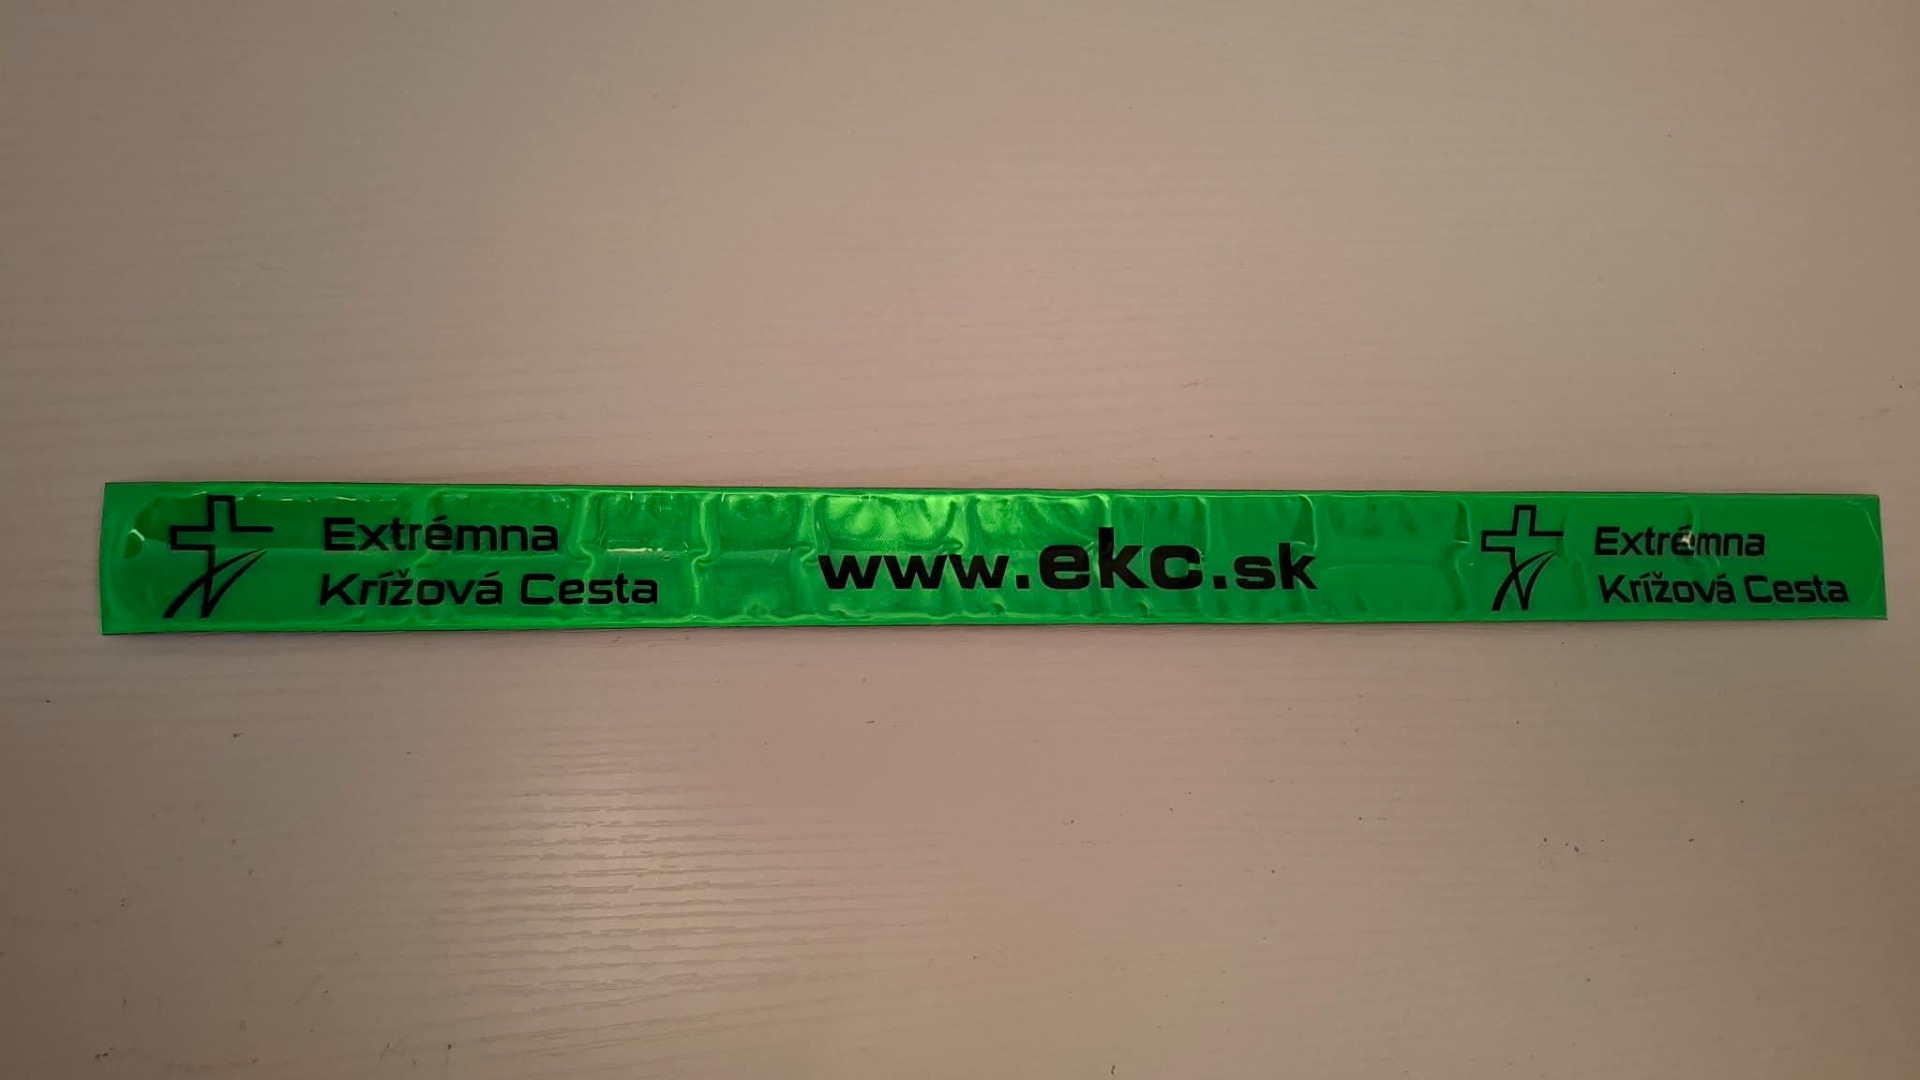 Extrémna
Krížová Cesta
www.ekc.sk
Extrémna
Krížová Cesta